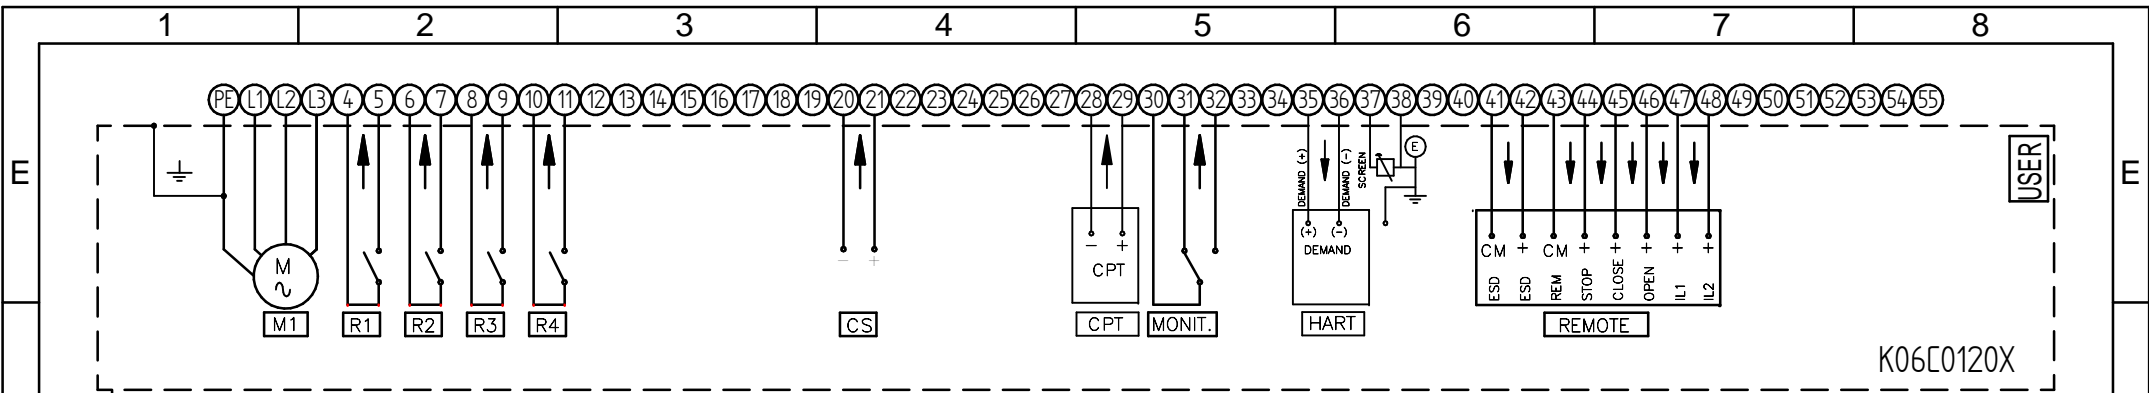 1 2 3 4 5 6 7 8
PE L1 L2 L3 4 5 6 7 8 9 10 11 12 13 14 15 16 17 18 19 20 21 22 23 24 25 26 27 28 29 30 31 32 33 34 35 36 37 38 39 40 41 42 43 44 45 46 47 48 49 50 51 52 53 54 55
E
E
USER
DEMAND (+)
DEMAND (-)
SCREEN
E
M
∿
- +
- +
CPT
(+) (-)
DEMAND
CM + CM + + + + +
ESD
ESD
REM
STOP
CLOSE
OPEN
IL1
IL2
M1 R1 R2 R3 R4 CS CPT MONIT. HART REMOTE
K06C0120X